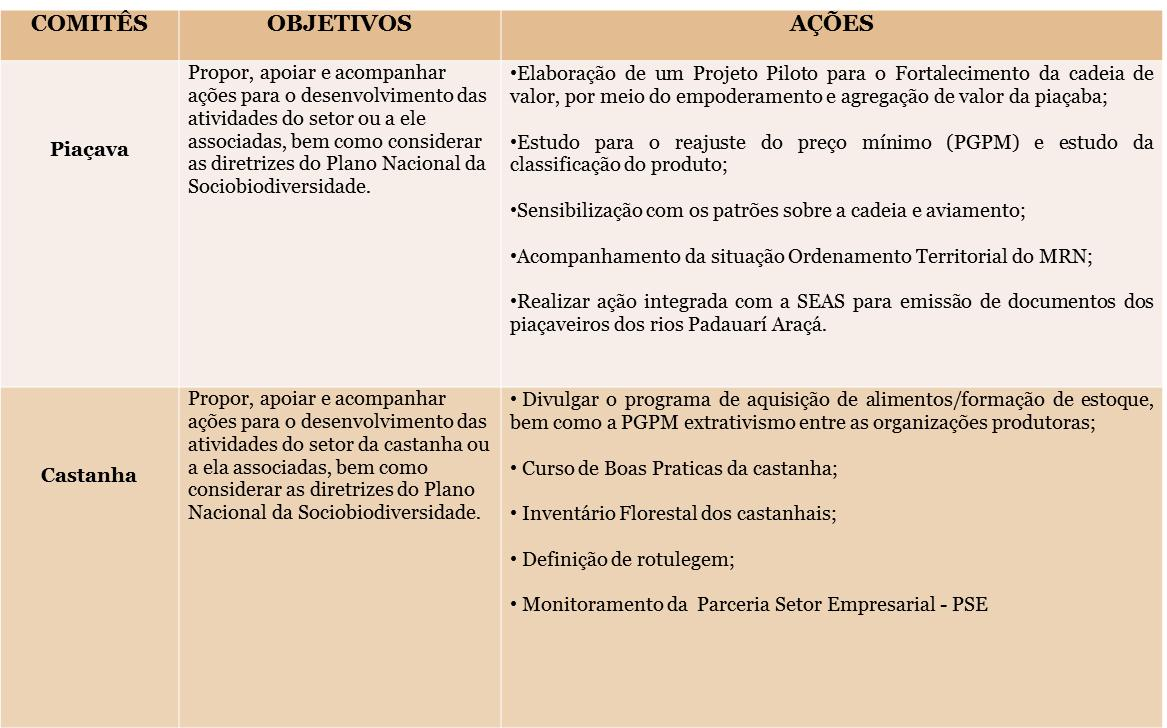 COMITÊS
OBJETIVOS
AÇÕES
Piaçava
Propor, apoiar e acompanhar
ações para o desenvolvimento das
atividades do setor ou a ele
associadas, bem como considerar
as diretrizes do Plano Nacional da
Sociobiodiversidade.
•Elaboração de um Projeto Piloto para o Fortalecimento da cadeia de
valor, por meio do empoderamento e agregação de valor da piaçaba;
•Estudo para o reajuste do preço mínimo (PGPM) e estudo da
classificação do produto;
•Sensibilização com os patrões sobre a cadeia e aviamento;
•Acompanhamento da situação Ordenamento Territorial do MRN;
•Realizar ação integrada com a SEAS para emissão de documentos dos
piaçaveiros dos rios Padauarí Araçá.
Castanha
Propor, apoiar e acompanhar
ações para o desenvolvimento das
atividades do setor da castanha ou
a ela associadas, bem como
considerar as diretrizes do Plano
Nacional da Sociobiodiversidade.
• Divulgar o programa de aquisição de alimentos/formação de estoque,
bem como a PGPM extrativismo entre as organizações produtoras;
• Curso de Boas Praticas da castanha;
• Inventário Florestal dos castanhais;
• Definição de rotulegem;
• Monitoramento da Parceria Setor Empresarial - PSE